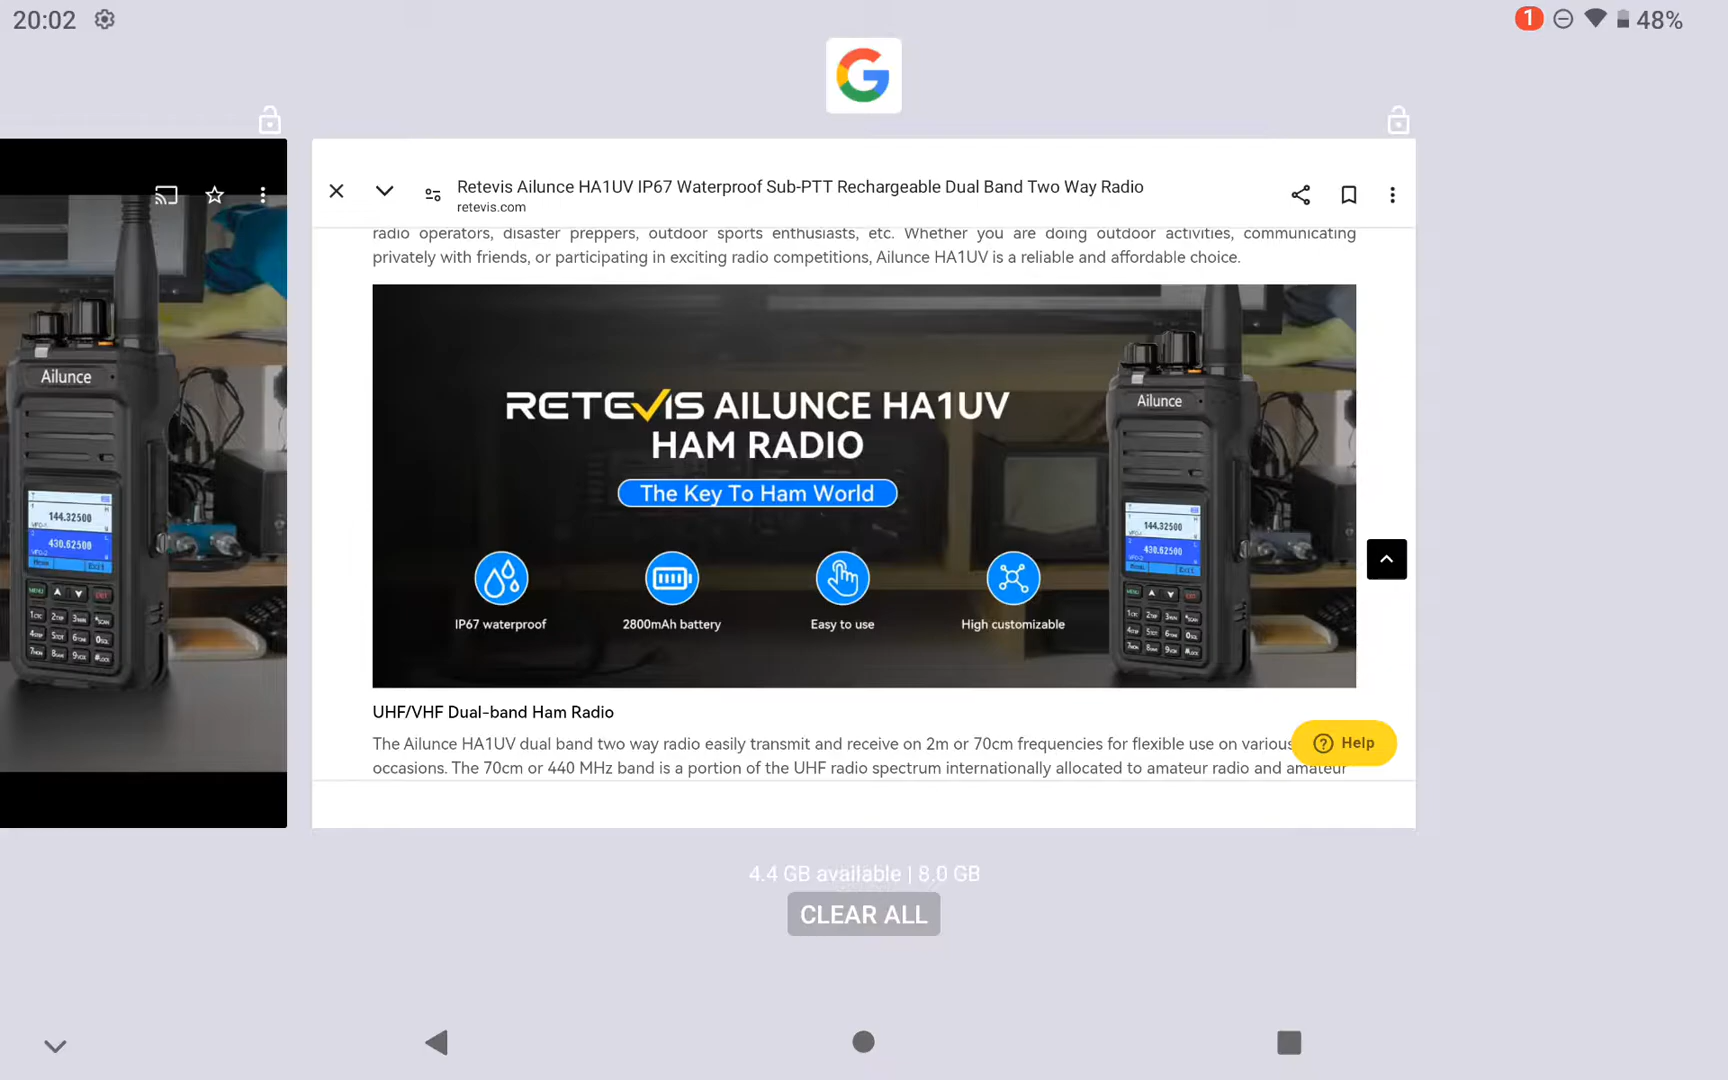 20:02
1
48%
Retevis Ailunce HA1UV IP67 Waterproof Sub-PTT Rechargeable Dual Band Two Way Radio
retevis.com
radio operators, disaster preppers, outdoor sports enthusiasts, etc. Whether you are doing outdoor activities, communicating
privately with friends, or participating in exciting radio competitions, Ailunce HA1UV is a reliable and affordable choice.
Ailunce
144.32500
430.62500
RETEVIS AILUNCE HA1UV
HAM RADIO
The Key To Ham World
IP67 waterproof
2800mAh battery
Easy to use
High customizable
Ailunce
144.32500
430.62500
UHF/VHF Dual-band Ham Radio
The Ailunce HA1UV dual band two way radio easily transmit and receive on 2m or 70cm frequencies for flexible use on various
occasions. The 70cm or 440 MHz band is a portion of the UHF radio spectrum internationally allocated to amateur radio and amateur
Help
4.4 GB available | 8.0 GB
CLEAR ALL